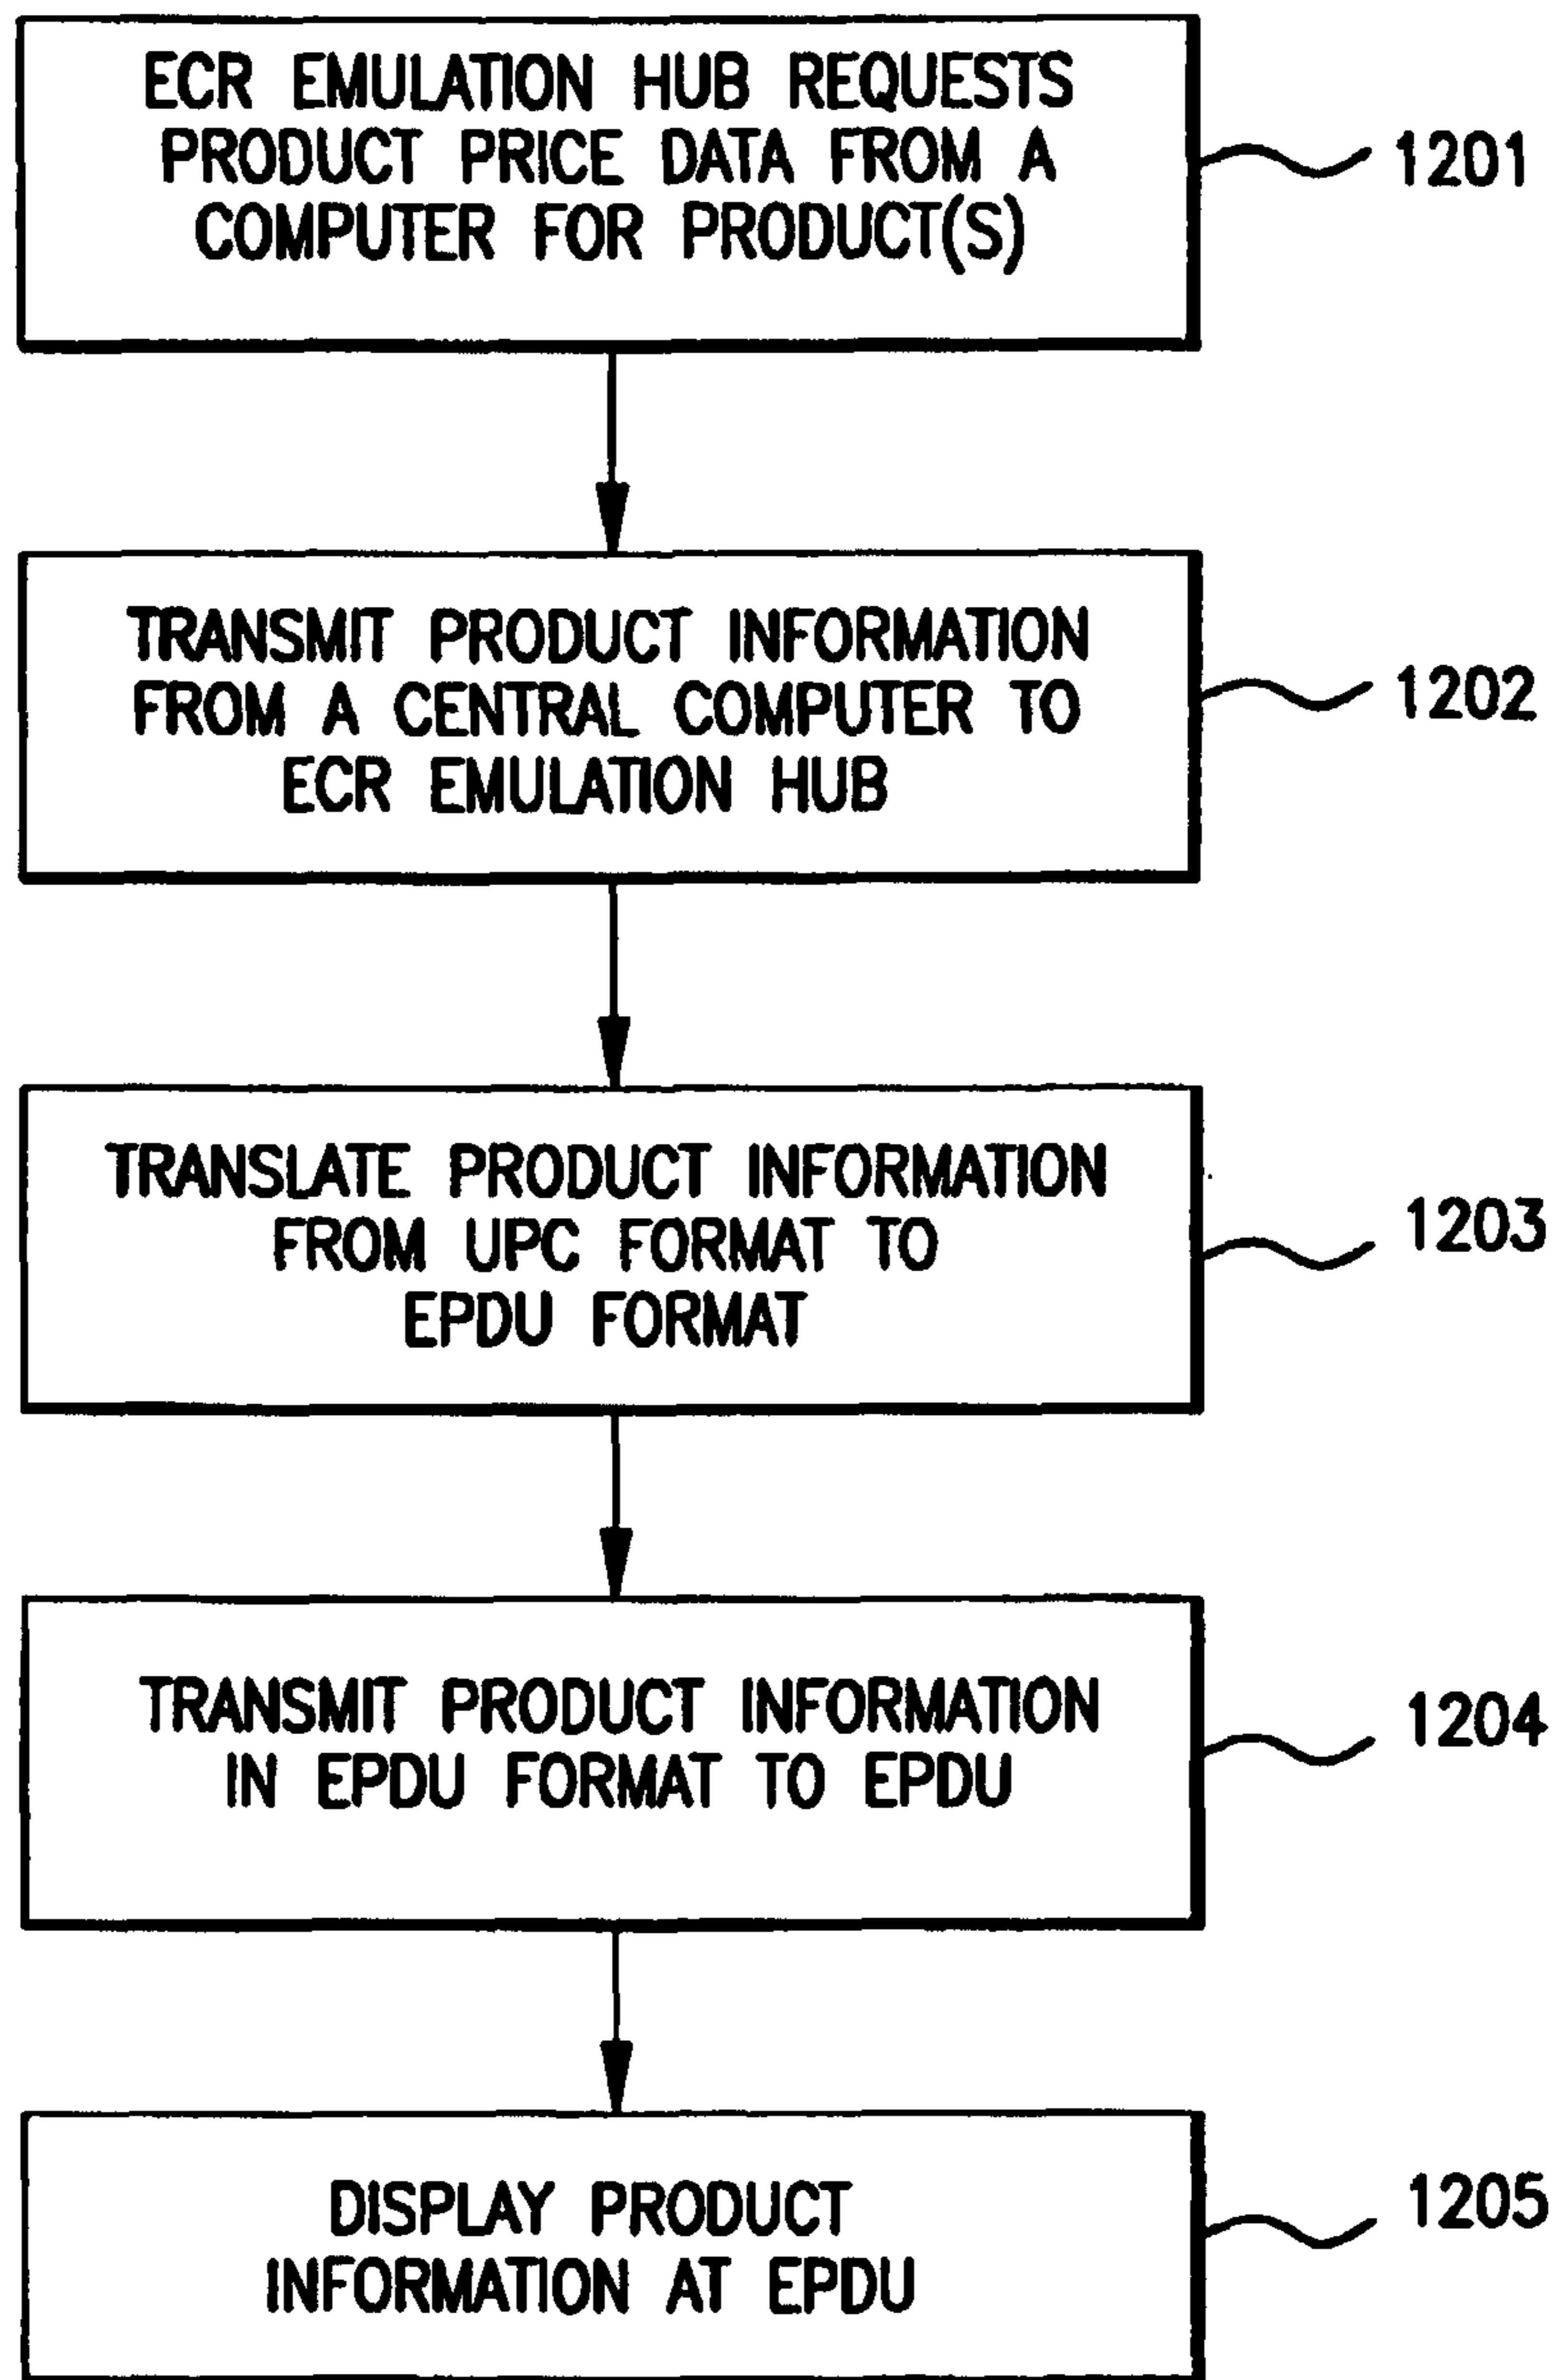 ECR EMULATION HUB REQUESTS
PRODUCT PRICE DATA FROM A
COMPUTER FOR PRODUCT(S)
1201
TRANSMIT PRODUCT INFORMATION
FROM A CENTRAL COMPUTER TO
ECR EMULATION HUB
1202
TRANSLATE PRODUCT INFORMATION
FROM UPC FORMAT TO
EPDU FORMAT
1203
TRANSMIT PRODUCT INFORMATION
IN EPDU FORMAT TO EPDU
1204
DISPLAY PRODUCT
INFORMATION AT EPDU
1205